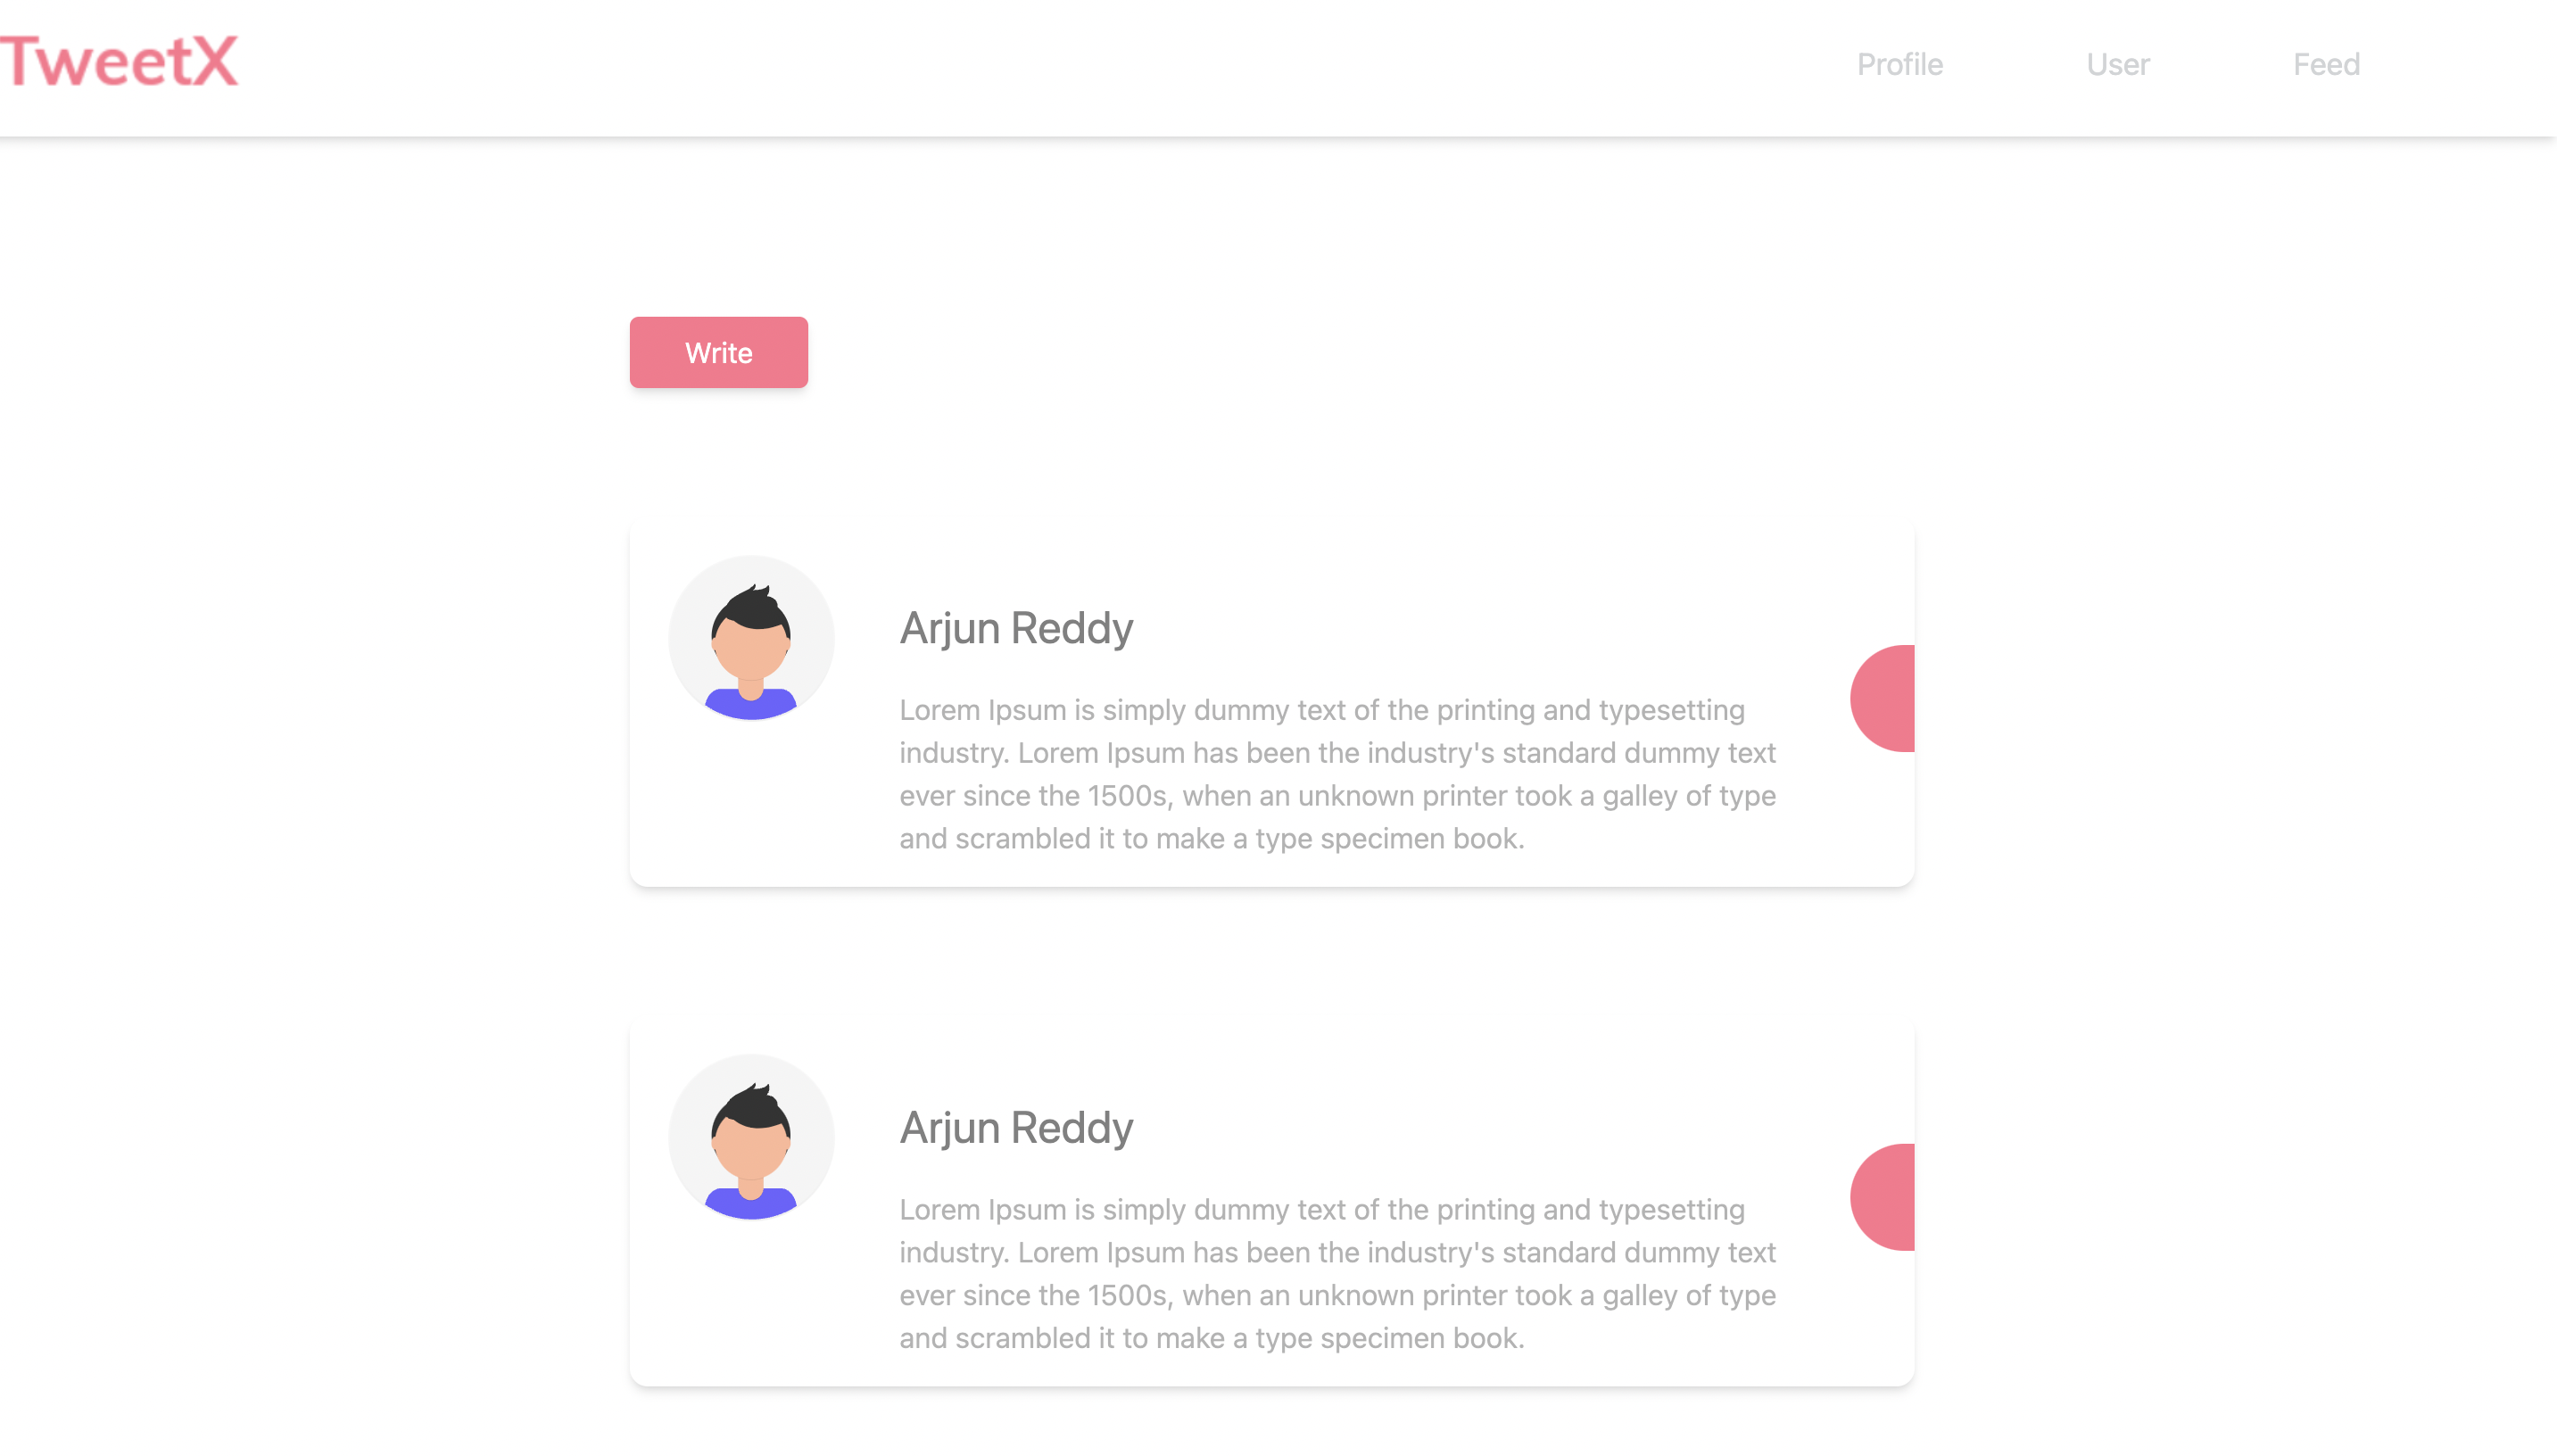 TweetX
Profile
User
Feed
Write
Arjun Reddy
Lorem Ipsum is simply dummy text of the printing and typesetting
industry. Lorem Ipsum has been the industry's standard dummy text
ever since the 1500s, when an unknown printer took a galley of type
and scrambled it to make a type specimen book.
Arjun Reddy
Lorem Ipsum is simply dummy text of the printing and typesetting
industry. Lorem Ipsum has been the industry's standard dummy text
ever since the 1500s, when an unknown printer took a galley of type
and scrambled it to make a type specimen book.